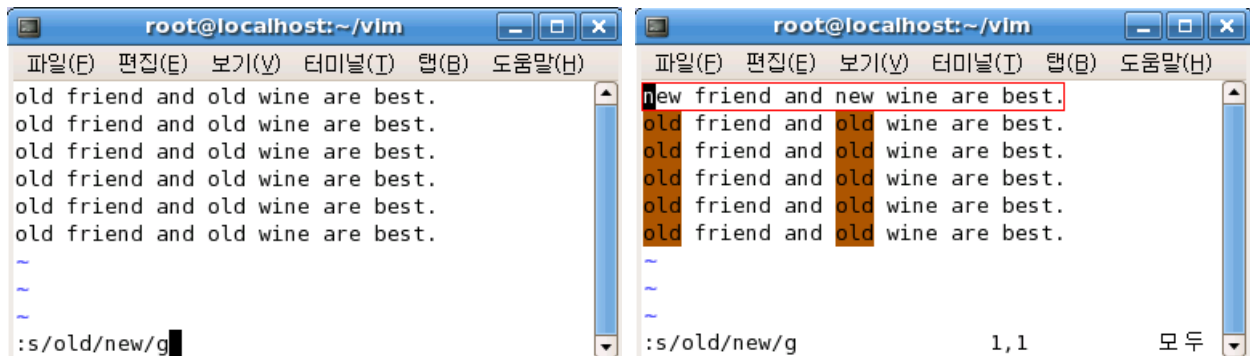 root@localhost:~/vim
파일(F) 편집(E) 보기(V) 터미널(T) 탭(B) 도움말(H)
old friend and old wine are best.
old friend and old wine are best.
old friend and old wine are best.
old friend and old wine are best.
old friend and old wine are best.
old friend and old wine are best.
~
~
~
:s/old/new/g
root@localhost:~/vim
파일(F) 편집(E) 보기(V) 터미널(T) 탭(B) 도움말(H)
new friend and new wine are best.
old friend and old wine are best.
old friend and old wine are best.
old friend and old wine are best.
old friend and old wine are best.
old friend and old wine are best.
~
~
~
:s/old/new/g 1,1 모두